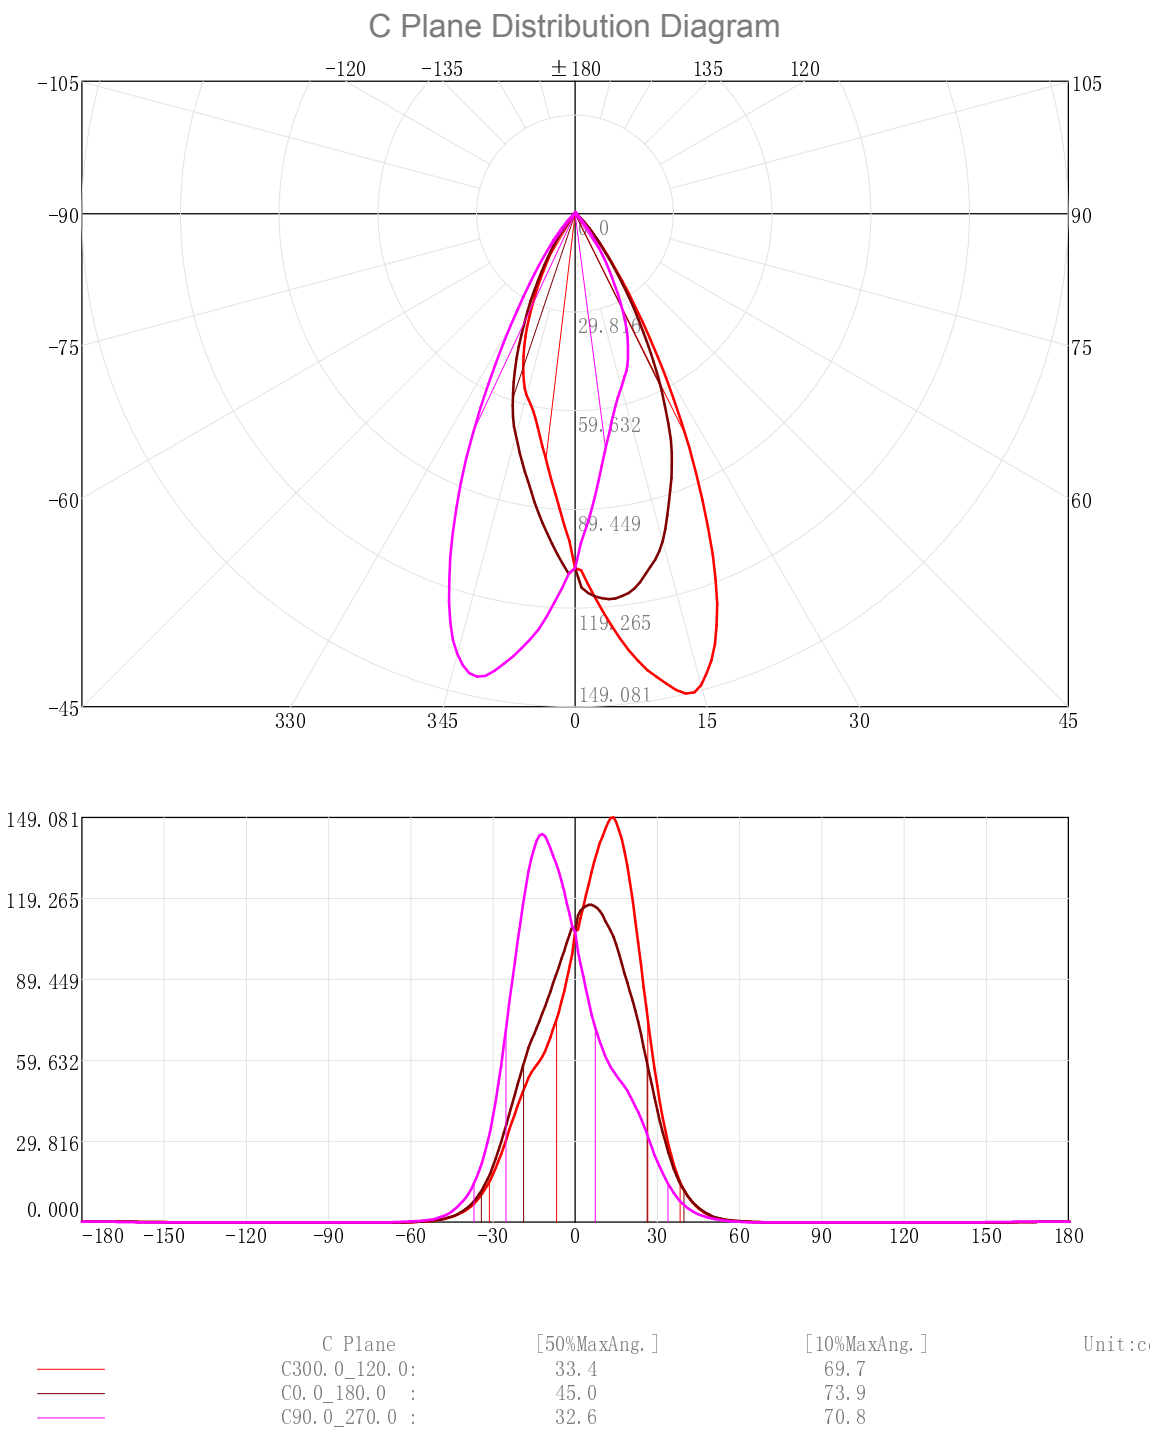 C Plane Distribution Diagram
-120 -135 ±180 135 120
-105 105
-90 90
0.0
29.816
-75 75
59.632
-60 60
89.449
119.265
149.081
-45
330 345 0 15 30 45
149.081
119.265
89.449
59.632
29.816
0.000
-180 -150 -120 -90 -60 -30 0 30 60 90 120 150 180
C Plane [50%MaxAng.] [10%MaxAng.] Unit:c
C300.0_120.0: 33.4 69.7
C0.0_180.0 : 45.0 73.9
C90.0_270.0 : 32.6 70.8